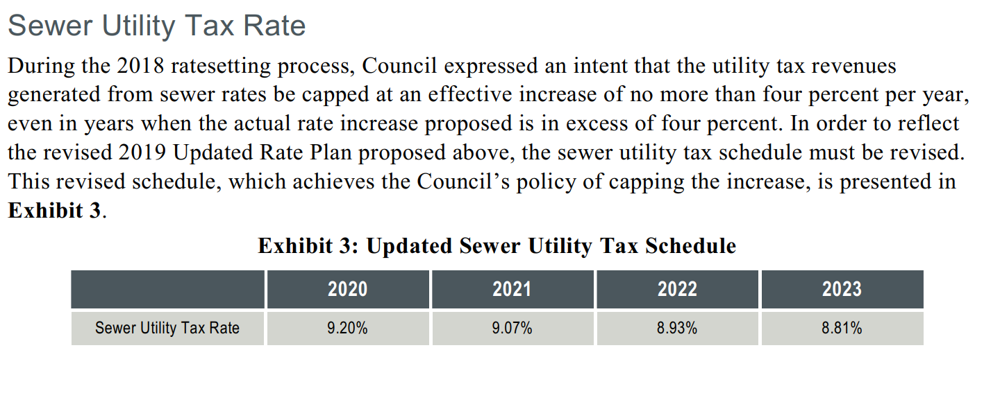 Sewer Utility Tax Rate
During the 2018 ratesetting process, Council expressed an intent that the utility tax revenues
generated from sewer rates be capped at an effective increase of no more than four percent per year,
even in years when the actual rate increase proposed is in excess of four percent. In order to reflect
the revised 2019 Updated Rate Plan proposed above, the sewer utility tax schedule must be revised.
This revised schedule, which achieves the Council’s policy of capping the increase, is presented in
Exhibit 3.
Exhibit 3: Updated Sewer Utility Tax Schedule
2020 2021 2022 2023
Sewer Utility Tax Rate 9.20% 9.07% 8.93% 8.81%